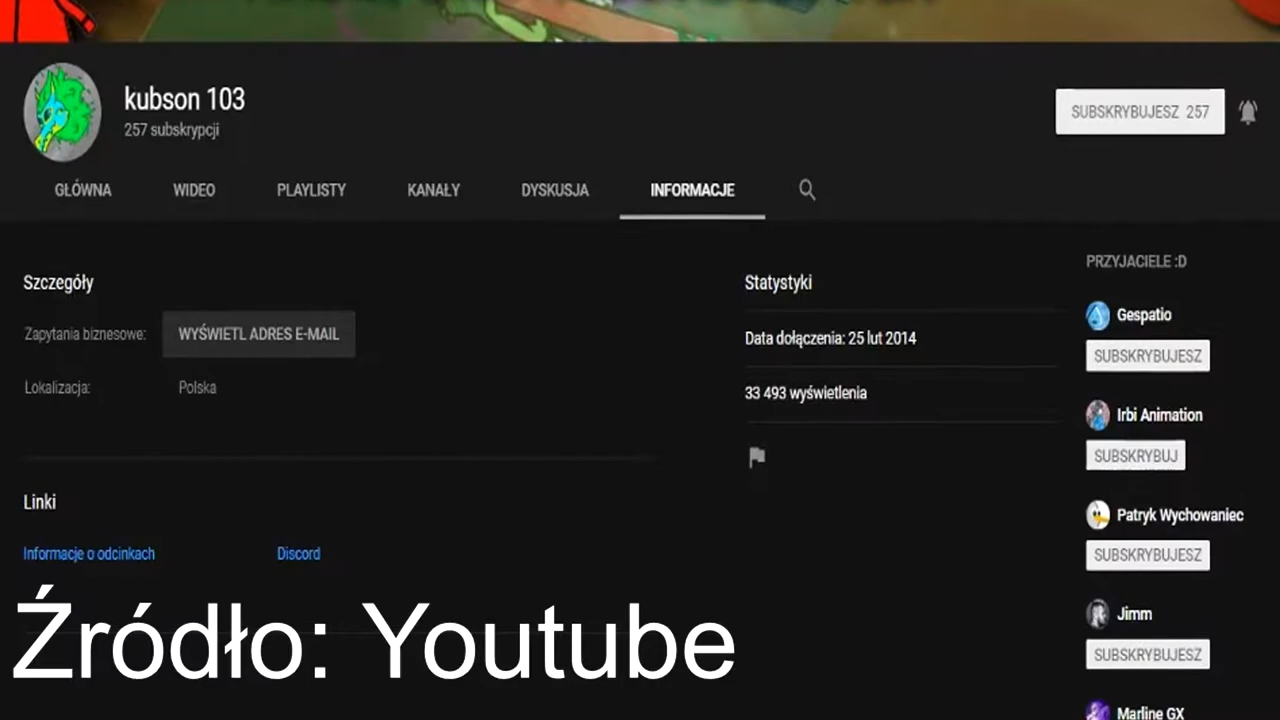 kubson 103
257 subskrypcji
SUBSKRYBUJESZ 257
GŁÓWNA WIDEO PLAYLISTY KANAŁY DYSKUSJA INFORMACJE
Szczegóły
Zapytania biznesowe: WYŚWIETL ADRES E-MAIL
Lokalizacja: Polska
Linki
Informacje o odcinkach Discord
Statystyki
Data dołączenia: 25 lut 2014
33 493 wyświetlenia
PRZYJACIELE :D
Gespatio
SUBSKRYBUJESZ
Irbi Animation
SUBSKRYBUJ
Patryk Wychowaniec
SUBSKRYBUJESZ
Jimm
SUBSKRYBUJESZ
Marline GX
Źródło: Youtube